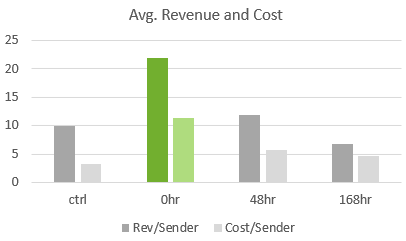 Avg. Revenue and Cost
25
20
15
10
5
0
ctrl 0hr 48hr 168hr
Rev/Sender Cost/Sender